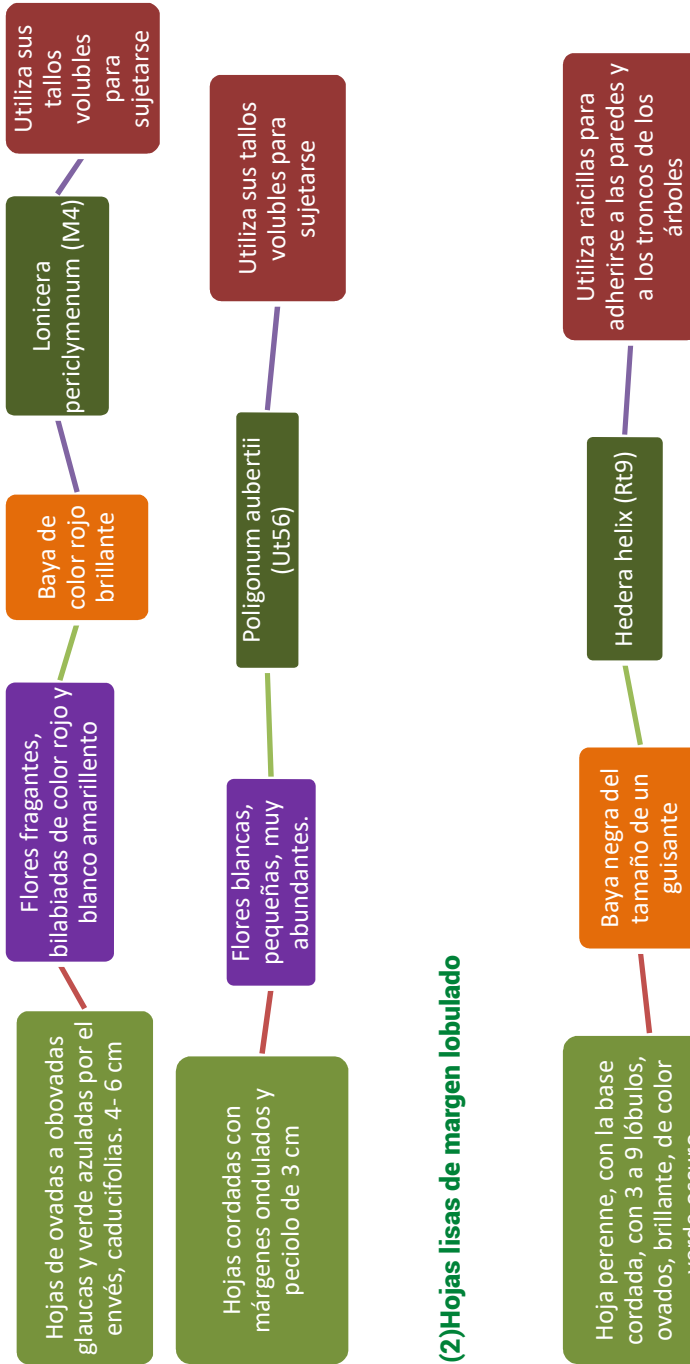 Hojas de ovadas a obovadas
glaucas y verde azuladas por el
envés, caducifolias. 4- 6 cm
Flores fragantes,
bilabiadas de color rojo y
blanco amarillento
Baya de
color rojo
brillante
Lonicera
periclymenum (M4)
Utiliza sus
tallos
volubles
para
sujetarse
Hojas cordadas con
márgenes ondulados y
peciolo de 3 cm
Flores blancas,
pequeñas, muy
abundantes.
Poligonum aubertii
(Ut56)
Utiliza sus tallos
volubles para
sujetarse
(2)Hojas lisas de margen lobulado
Hoja perenne, con la base
cordada, con 3 a 9 lóbulos,
ovados, brillante, de color
Baya negra del
tamaño de un
guisante
Hedera helix (Rt9)
Utiliza raicillas para
adherirse a las paredes y
a los troncos de los
árboles